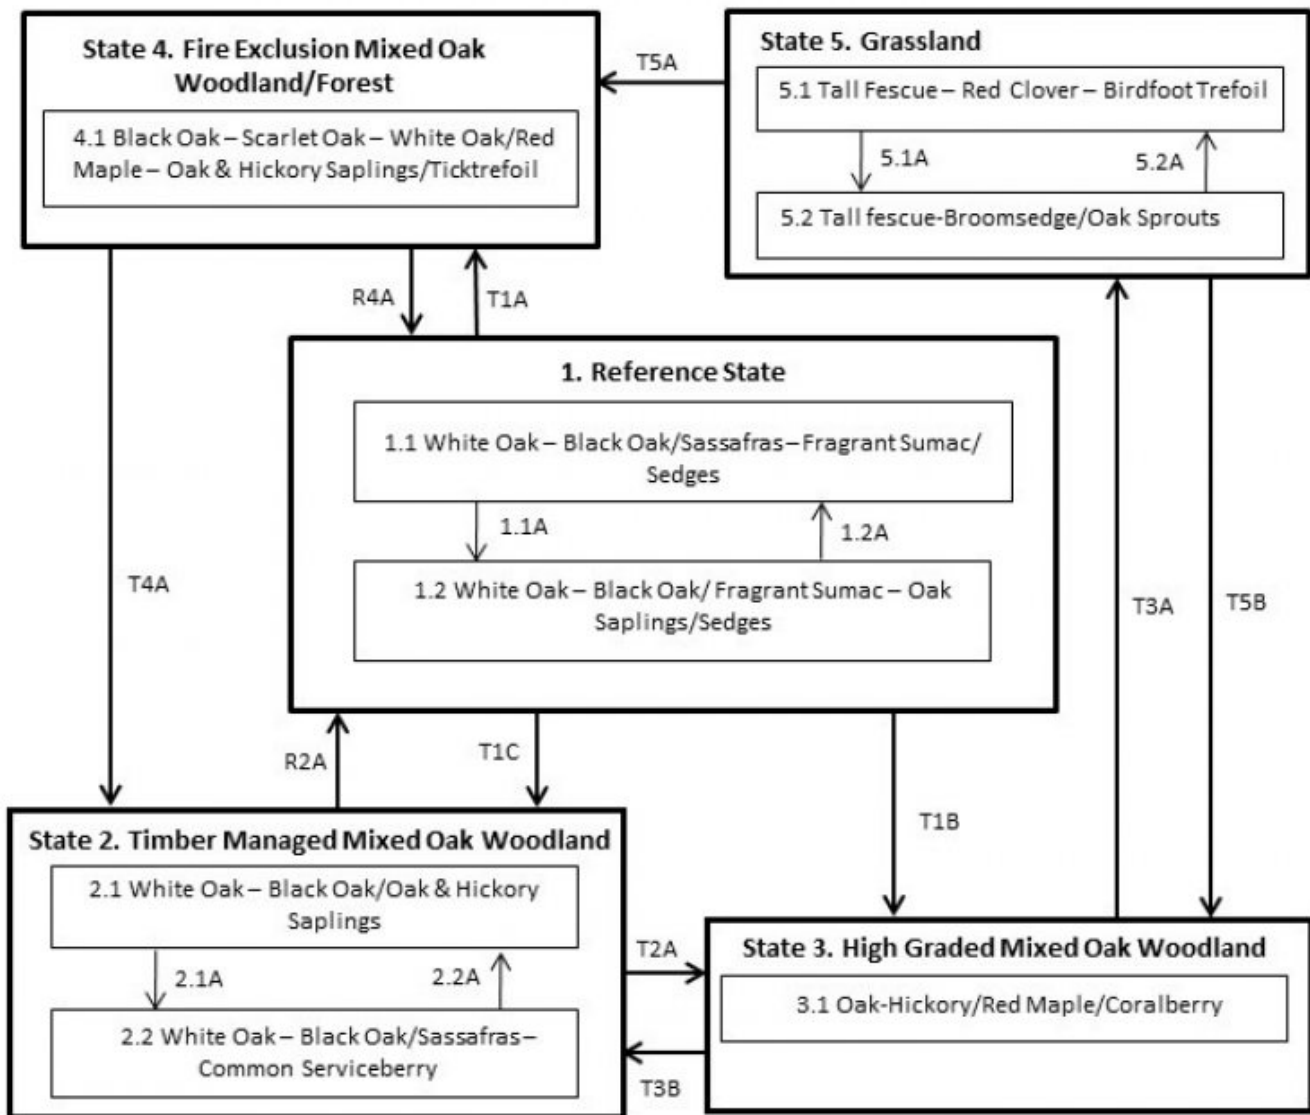 State 4. Fire Exclusion Mixed Oak
Woodland/Forest
4.1 Black Oak – Scarlet Oak – White Oak/Red
Maple – Oak & Hickory Saplings/Ticktrefoil
T5A
State 5. Grassland
5.1 Tall Fescue – Red Clover – Birdfoot Trefoil
5.1A
5.2A
5.2 Tall fescue-Broomsedge/Oak Sprouts
R4A
T1A
1. Reference State
1.1 White Oak – Black Oak/Sassafras – Fragrant Sumac/
Sedges
1.1A
1.2A
1.2 White Oak – Black Oak/ Fragrant Sumac – Oak
Saplings/Sedges
T4A
T3A
T5B
R2A
T1C
T1B
State 2. Timber Managed Mixed Oak Woodland
2.1 White Oak – Black Oak/Oak & Hickory
Saplings
2.1A
2.2A
2.2 White Oak – Black Oak/Sassafras –
Common Serviceberry
T2A
T3B
State 3. High Graded Mixed Oak Woodland
3.1 Oak-Hickory/Red Maple/Coralberry